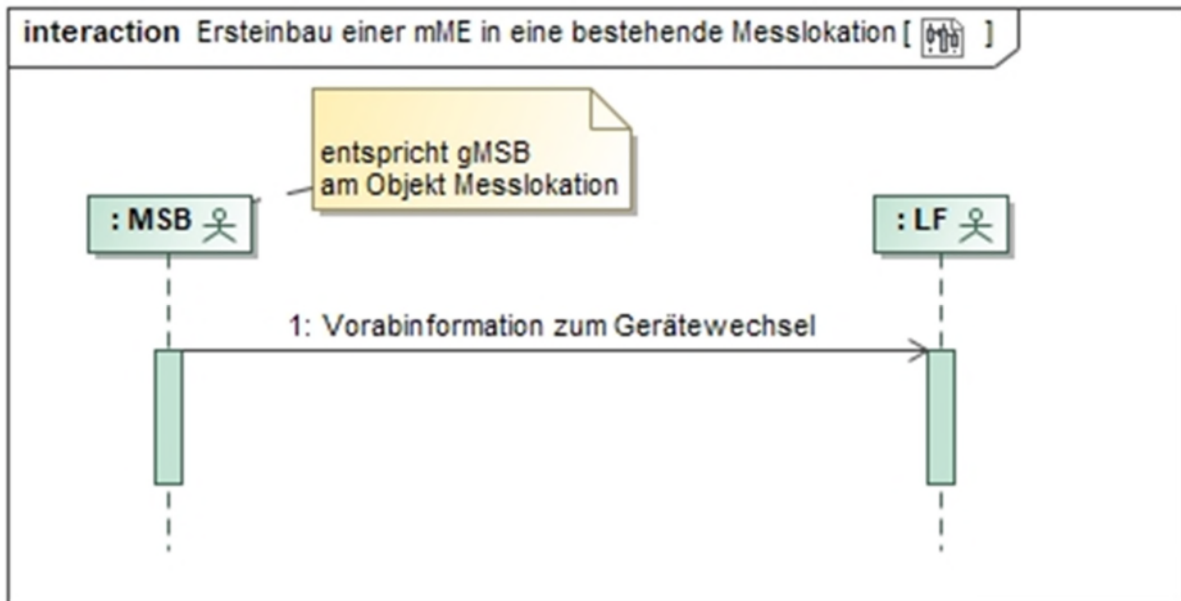 interaction Ersteinbau einer mME in eine bestehende Messlokation [ ]
entspricht gMSB
am Objekt Messlokation
: MSB
: LF
1: Vorabinformation zum Gerätewechsel